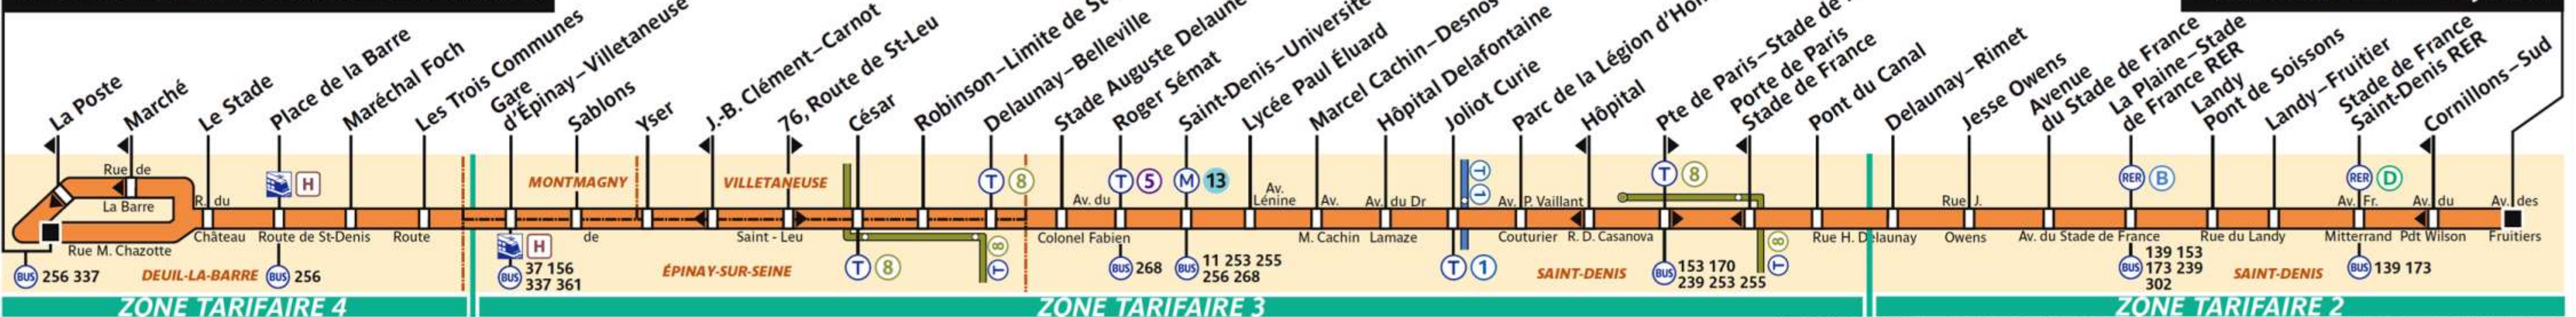 La Poste
Marché
Le Stade
Place de la Barre
Maréchal Foch
Les Trois Communes
Gare
d'Épinay–Villetaneuse
Sablons
Yser
J.-B. Clément–Carnot
76, Route de St-Leu
César
Robinson–Limite de
Delaunay–Belleville
Stade Auguste Delaune
Roger Sémat
Saint-Denis–Université
Lycée Paul Éluard
Marcel Cachin–
Hôpital Delafontaine
Joliot Curie
Parc de la Légion
Hôpital
Pte de Paris–Stade de
Porte de Paris
Stade de France
Pont du Canal
Delaunay–Rimet
Jesse Owens
Avenue
du Stade de France
La Plaine–Stade
de France RER
Landy
Pont de Soissons
Landy–Fruitier
Stade de France
Saint-Denis RER
Cornillons–Sud
Rue de
La Barre
Rue M. Chazotte
R. du
Château
Route de St-Denis
Route
H
H
MONTMAGNY
VILLETANEUSE
de
Saint - Leu
T 8
T 8
T 8
Av. du
Colonel Fabien
T 5
M 13
Av.
Lénine
Av.
M. Cachin
Av. du Dr
Lamaze
T 1
T 1
Av. P. Vaillant
Couturier
R. D. Casanova
T 8
T 8
Rue H. Delaunay
Rue J.
Owens
Av. du Stade de France
RER B
Rue du Landy
RER D
Av. Fr.
Mitterrand
Av. du
Pdt Wilson
Av. des
Fruitiers
BUS 256 337
DEUIL-LA-BARRE
BUS 256
BUS 37 156
337 361
ÉPINAY-SUR-SEINE
BUS 268
BUS 11 253 255
256 268
SAINT-DENIS
BUS 153 170
239 253 255
BUS 139 153
173 239
302
SAINT-DENIS
BUS 139 173
ZONE TARIFAIRE 4
ZONE TARIFAIRE 3
ZONE TARIFAIRE 2